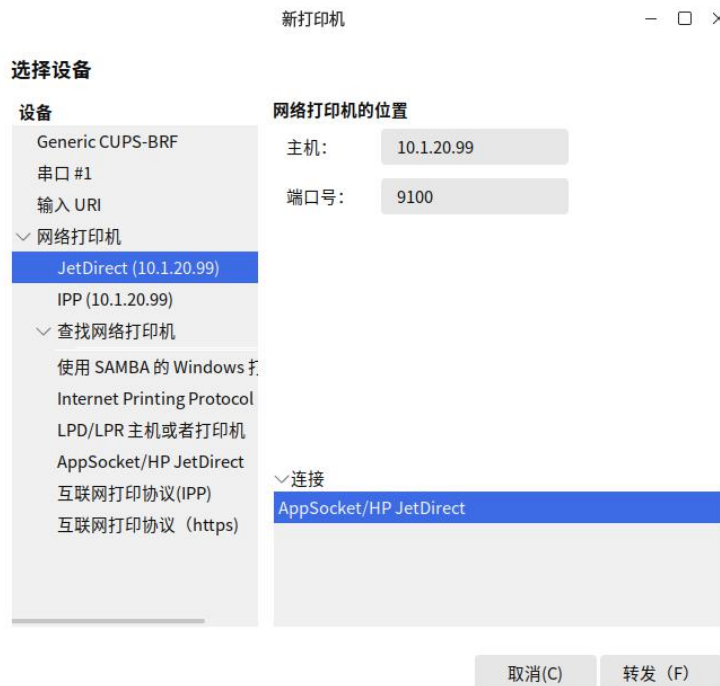 新打印机
选择设备
设备
Generic CUPS-BRF
串口 #1
输入 URI
网络打印机
JetDirect (10.1.20.99)
IPP (10.1.20.99)
查找网络打印机
使用 SAMBA 的 Windows
Internet Printing Protocol
LPD/LPR 主机或者打印机
AppSocket/HP JetDirect
互联网打印协议(IPP)
互联网打印协议（https)
网络打印机的位置
主机：
10.1.20.99
端口号：
9100
连接
AppSocket/HP JetDirect
取消(C)
转发（F)